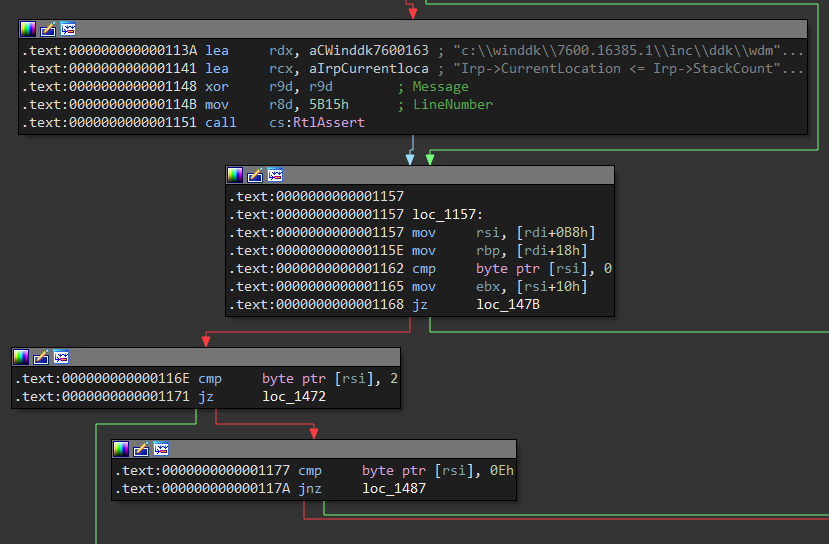 .text:000000000000113A lea rdx, aCWinddk7600163 ; "c:\\winddk\\7600.16385.1\\inc\\ddk\\wdm"...
.text:0000000000001141 lea rcx, aIrpCurrentloca ; "Irp->CurrentLocation <= Irp->StackCount"...
.text:0000000000001148 xor r9d, r9d ; Message
.text:000000000000114B mov r8d, 5B15h ; LineNumber
.text:0000000000001151 call cs:RtlAssert
.text:0000000000001157
.text:0000000000001157 loc_1157:
.text:0000000000001157 mov rsi, [rdi+0B8h]
.text:000000000000115E mov rbp, [rdi+18h]
.text:0000000000001162 cmp byte ptr [rsi], 0
.text:0000000000001165 mov ebx, [rsi+10h]
.text:0000000000001168 jz loc_147B
.text:000000000000116E cmp byte ptr [rsi], 2
.text:0000000000001171 jz loc_1472
.text:0000000000001177 cmp byte ptr [rsi], 0Eh
.text:000000000000117A jnz loc_1487